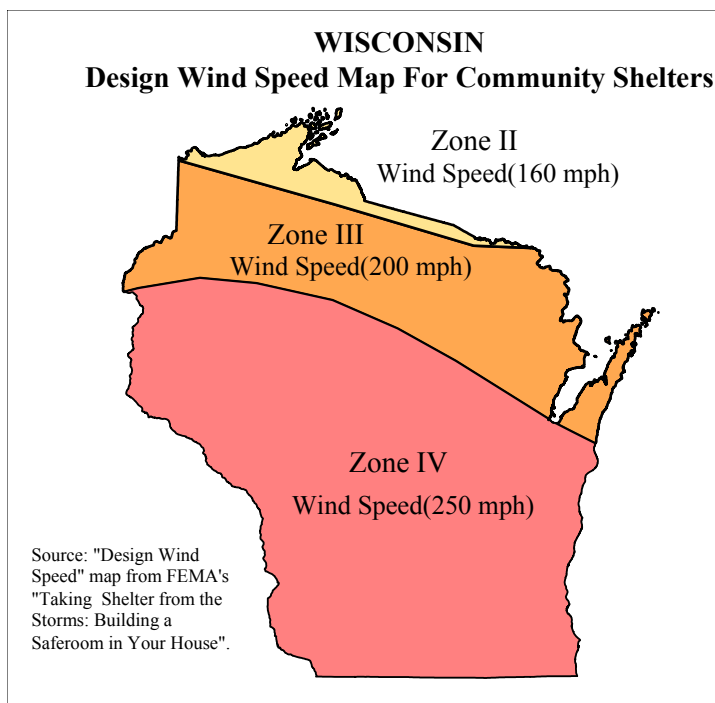 WISCONSIN
Design Wind Speed Map For Community Shelters
Zone II
Wind Speed(160 mph)
Zone III
Wind Speed(200 mph)
Zone IV
Wind Speed(250 mph)
Source: "Design Wind
Speed" map from FEMA's
"Taking Shelter from the
Storms: Building a
Saferoom in Your House".